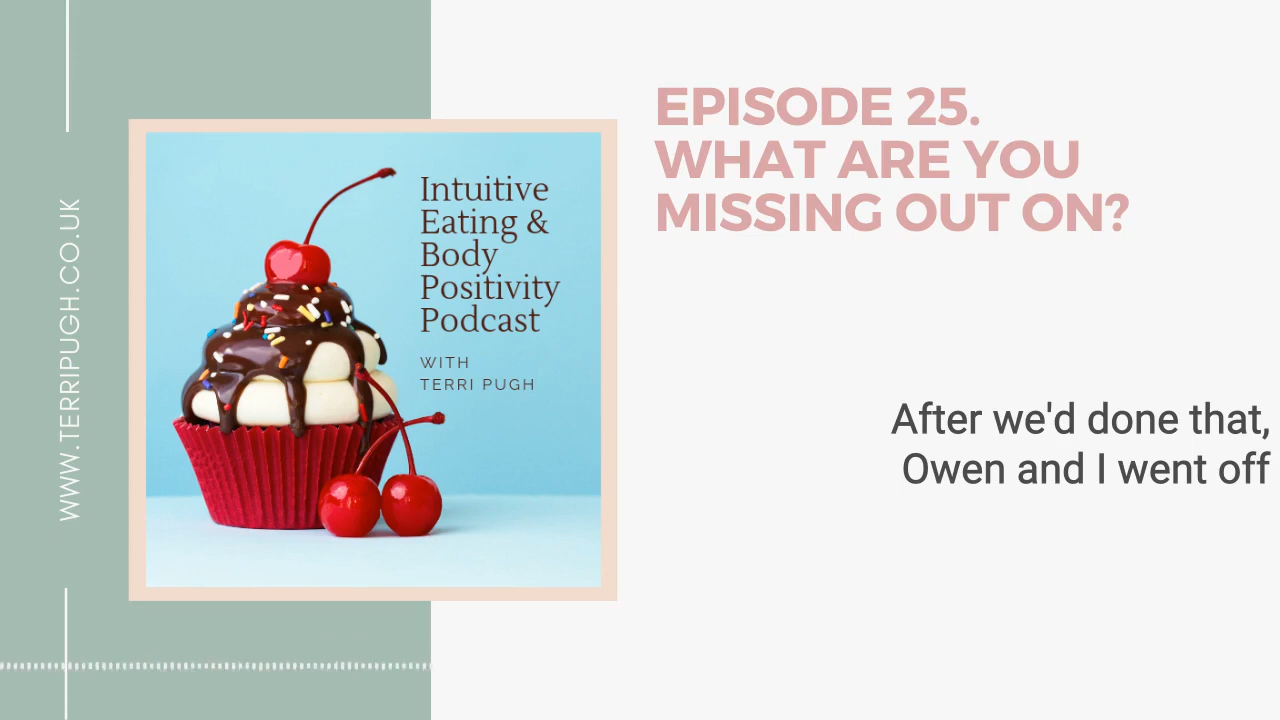 WWW.TERRIPUGH.CO.UK
Intuitive
Eating &
Body
Positivity
Podcast
WITH
TERRI PUGH
EPISODE 25.
WHAT ARE YOU
MISSING OUT ON?
After we'd done that,
Owen and I went off